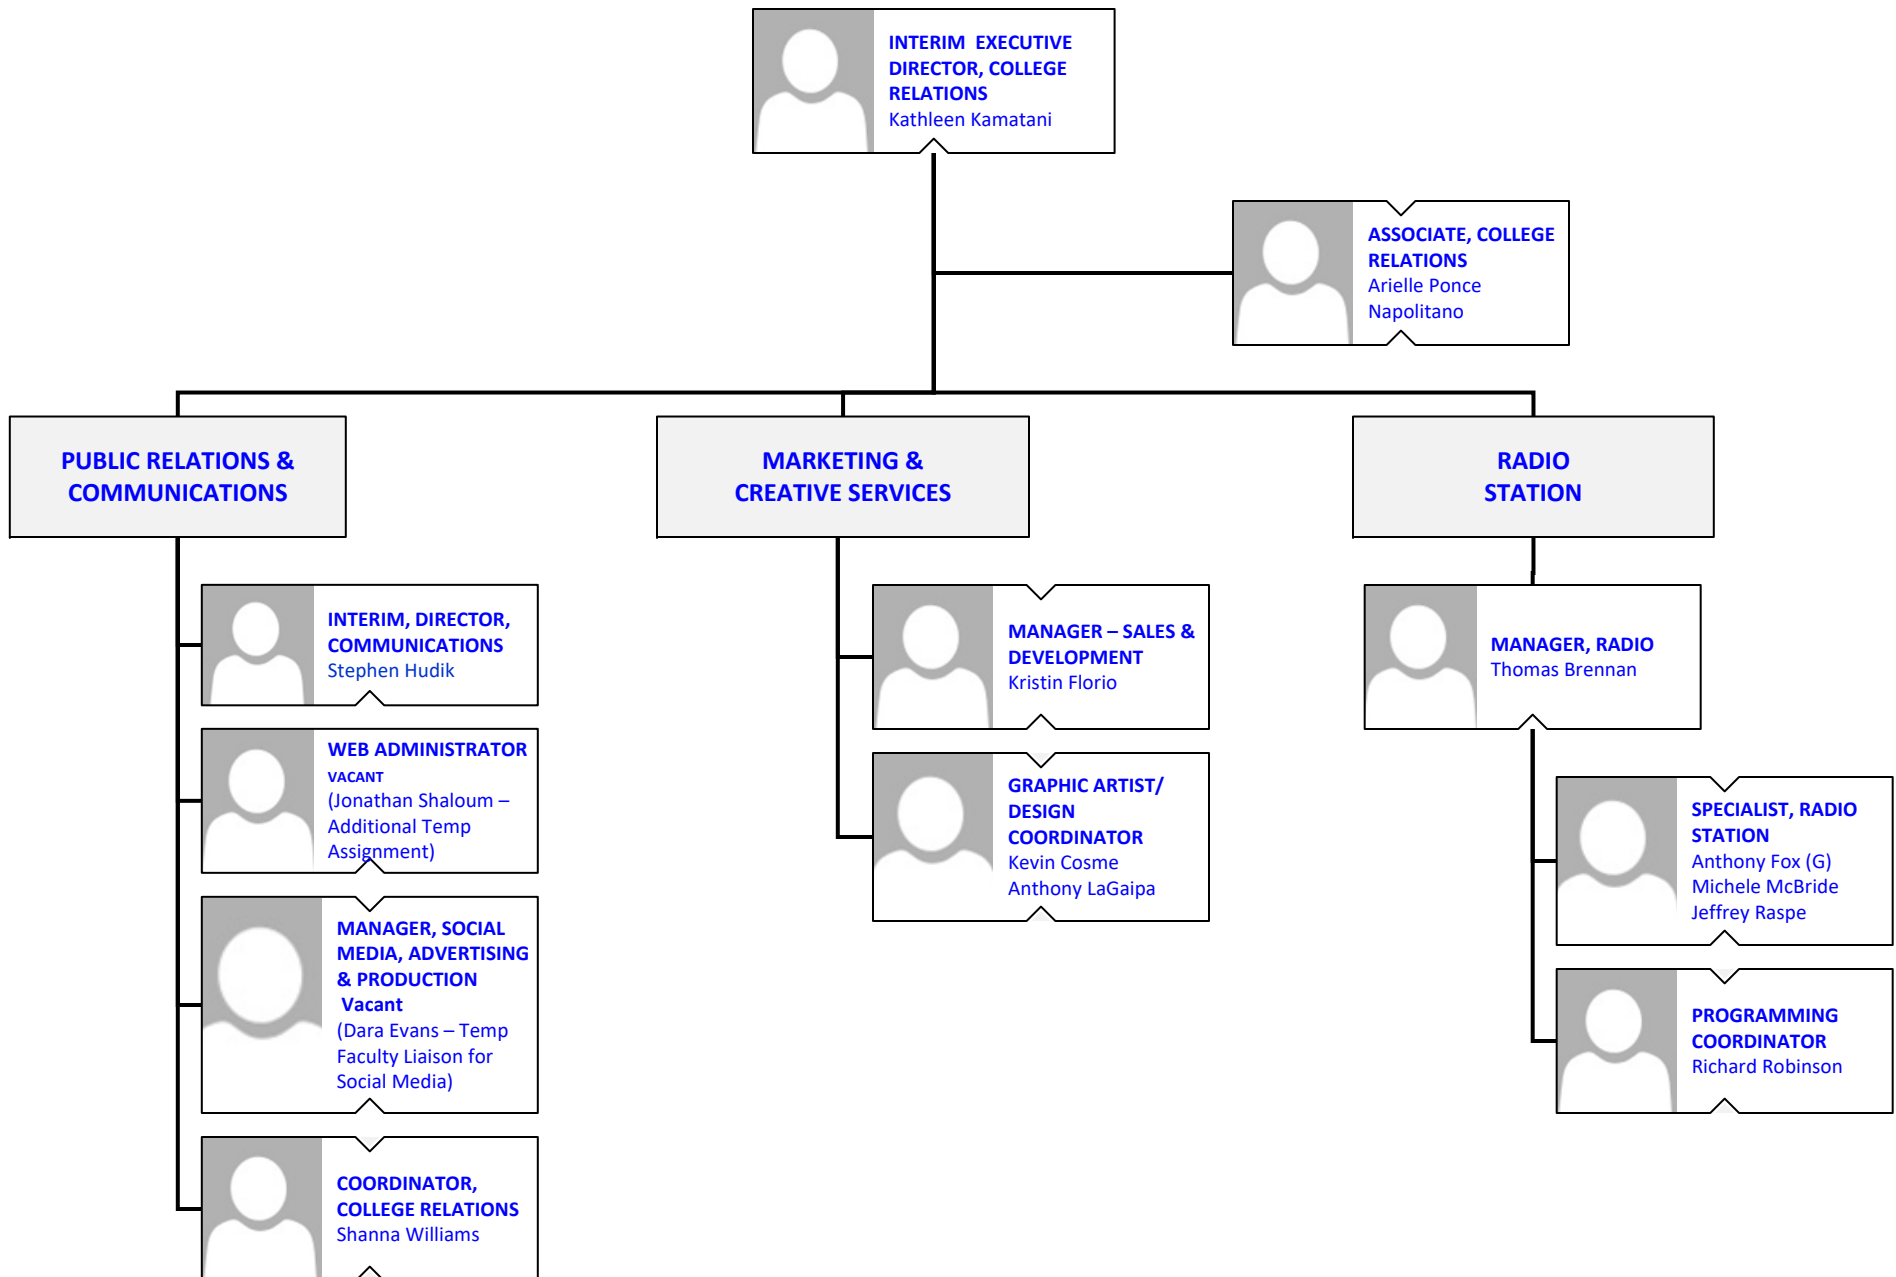 INTERIM  EXECUTIVE
DIRECTOR, COLLEGE
RELATIONS
Kathleen Kamatani
ASSOCIATE, COLLEGE
RELATIONS
Arielle Ponce
Napolitano
PUBLIC RELATIONS &
COMMUNICATIONS
MARKETING &
CREATIVE SERVICES
RADIO
STATION
INTERIM, DIRECTOR,
COMMUNICATIONS
Stephen Hudik
WEB ADMINISTRATOR
VACANT
(Jonathan Shaloum –
Additional Temp
Assignment)
MANAGER, SOCIAL
MEDIA, ADVERTISING
& PRODUCTION
Vacant
(Dara Evans – Temp
Faculty Liaison for
Social Media)
COORDINATOR,
COLLEGE RELATIONS
Shanna Williams
MANAGER – SALES &
DEVELOPMENT
Kristin Florio
GRAPHIC ARTIST/
DESIGN
COORDINATOR
Kevin Cosme
Anthony LaGaipa
MANAGER, RADIO
Thomas Brennan
SPECIALIST, RADIO
STATION
Anthony Fox (G)
Michele McBride
Jeffrey Raspe
PROGRAMMING
COORDINATOR
Richard Robinson